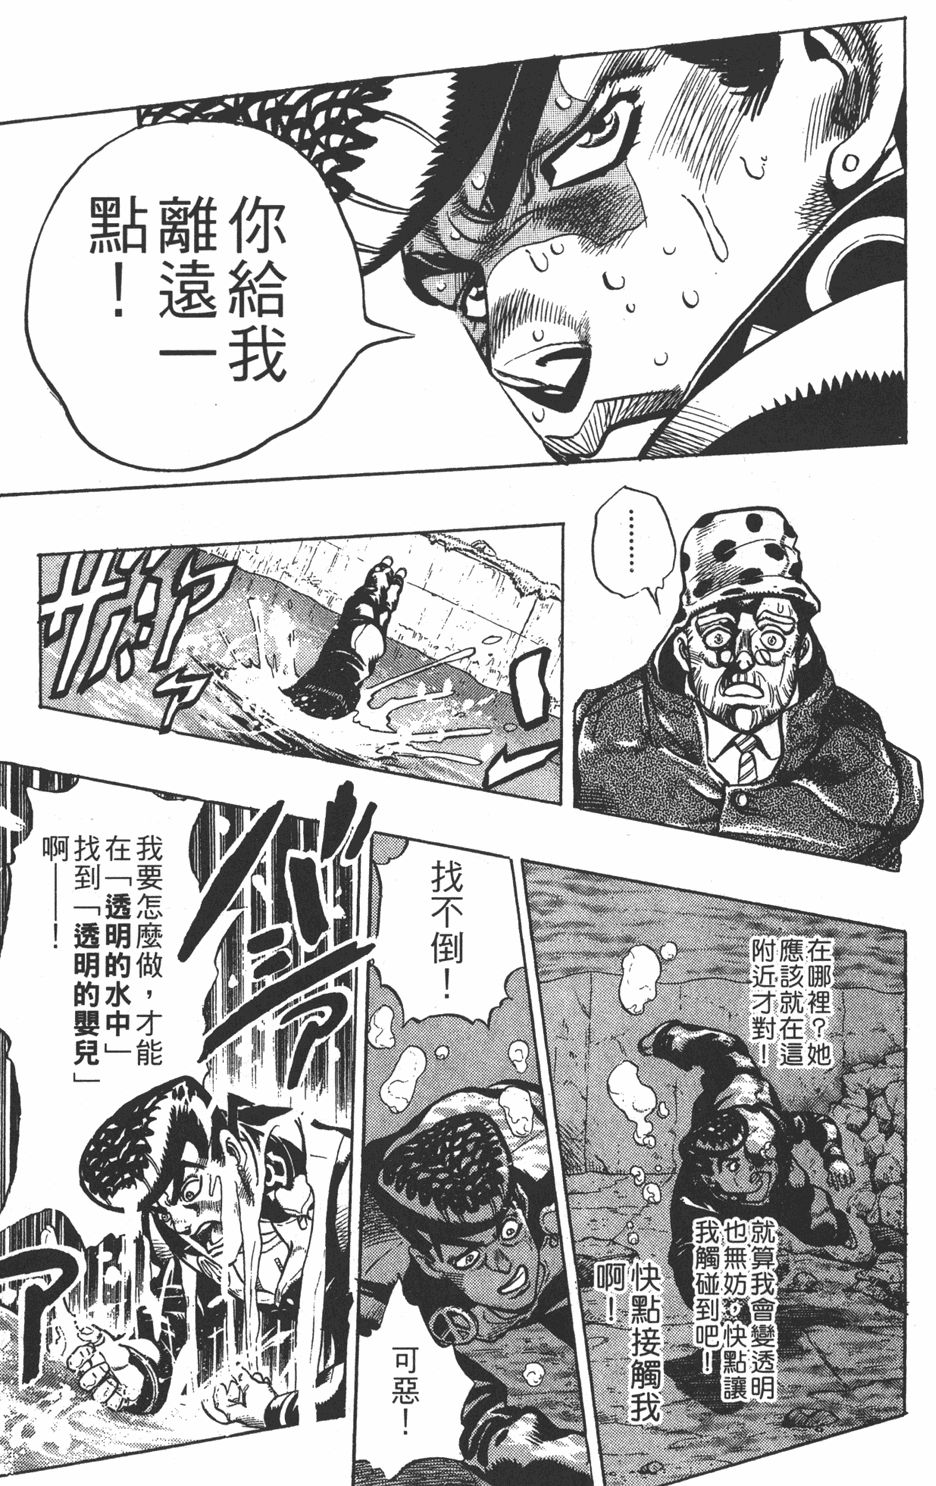 你給我
離遠一
點！
………
ザバァ
ッ
在哪裡？她
應該就在這
附近才對！
就算我會變透明
也無妨，快點讓
我觸碰到吧！
快點接觸我
啊！
找不倒！
可惡！
我要怎麼做，才能
在「透明的水中」
找到「透明的嬰兒」
啊——！